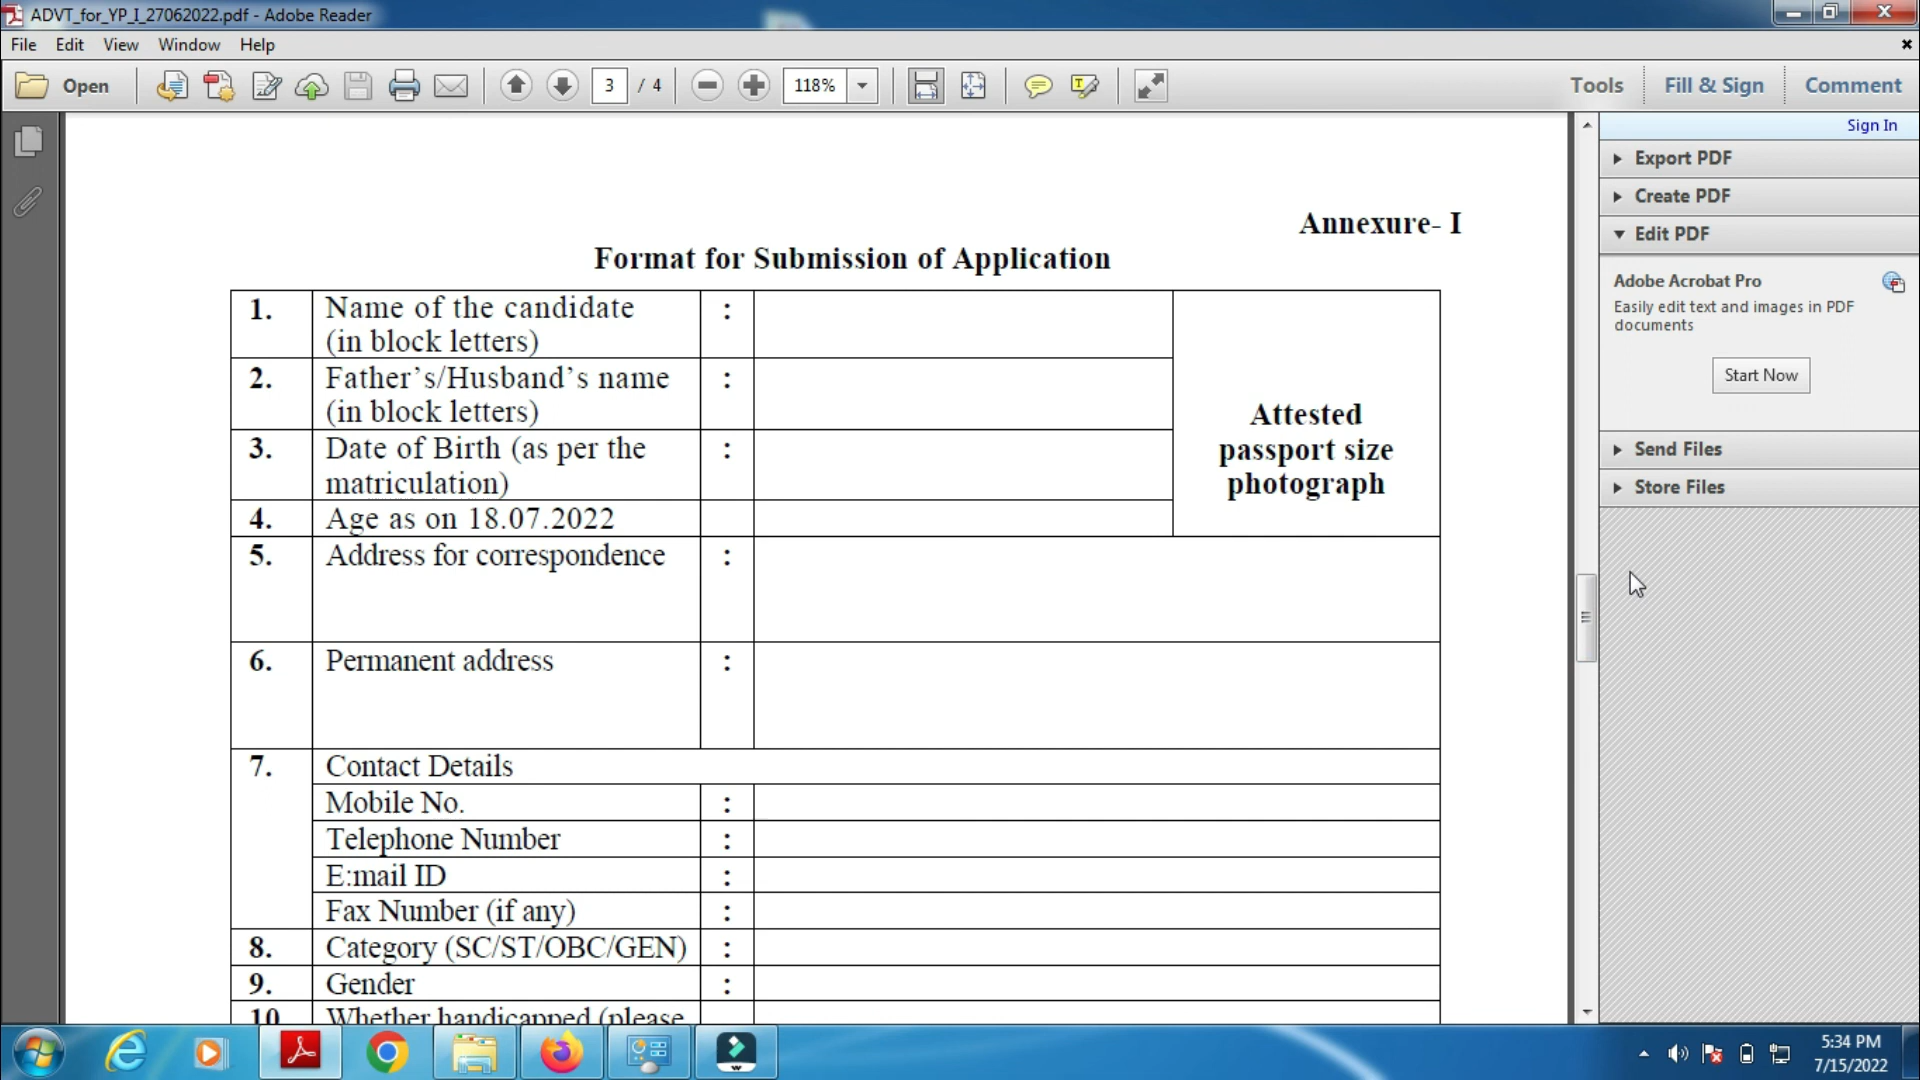 ADVT_for_YP_I_27062022.pdf - Adobe Reader
File Edit View Window Help
Open 3 / 4 118% Tools Fill & Sign Comment
Sign In
Export PDF
Create PDF
Edit PDF
Adobe Acrobat Pro
Easily edit text and images in PDF
documents
Start Now
Send Files
Store Files
Annexure- I
Format for Submission of Application
1. Name of the candidate :
(in block letters)
2. Father’s/Husband’s name :
(in block letters)
3. Date of Birth (as per the :
matriculation)
4. Age as on 18.07.2022
Attested
passport size
photograph
5. Address for correspondence :
6. Permanent address :
7. Contact Details
Mobile No. :
Telephone Number :
E:mail ID :
Fax Number (if any) :
8. Category (SC/ST/OBC/GEN) :
9. Gender :
10 Whether handicapped (please
5:34 PM
7/15/2022